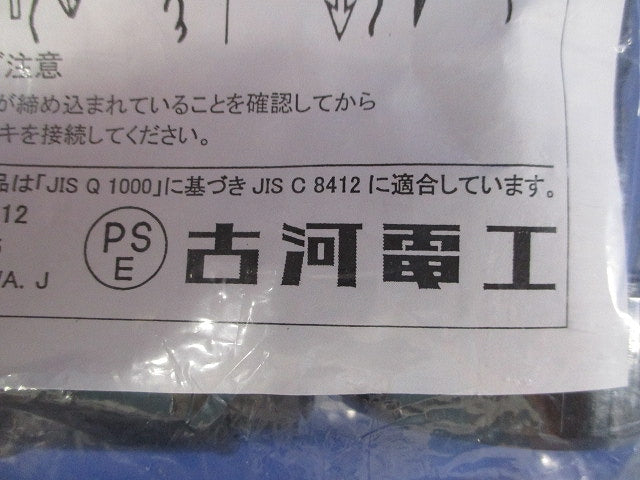 ご注意
が締め込まれていることを確認してから
キを接続してください。
品は「JIS Q 1000」に基づき JIS C 8412 に適合しています。
12
PS E 古河電工
/A. J